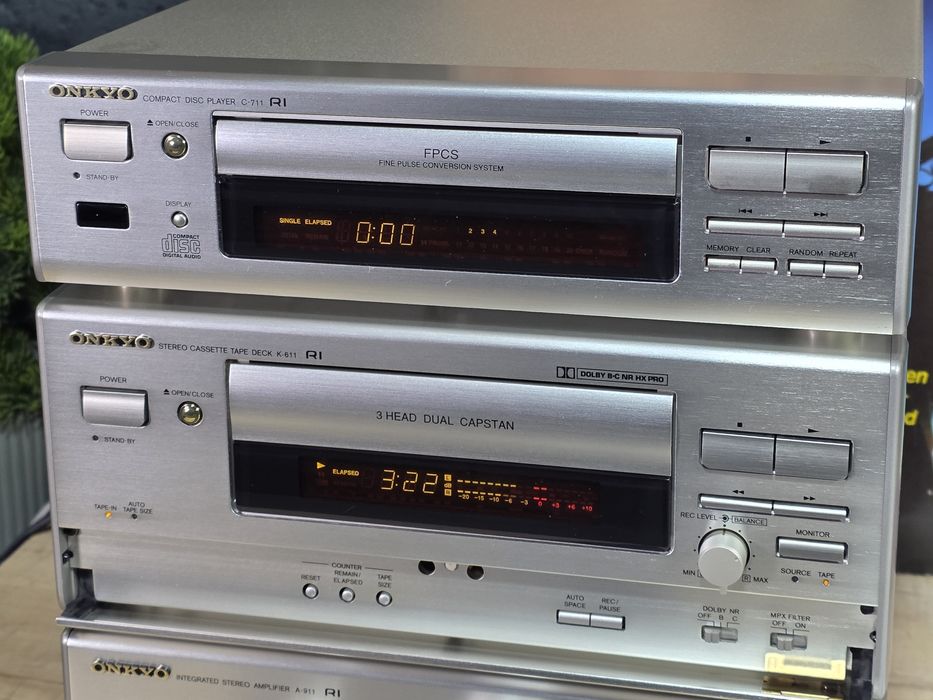 ONKYO COMPACT DISC PLAYER C-711 RI
POWER
OPEN/CLOSE
STAND-BY
DISPLAY
COMPACT
disc
DIGITAL AUDIO
FPCS
FINE PULSE CONVERSION SYSTEM
SINGLE ELAPSED 0:00 2 3 4
MEMORY CLEAR RANDOM REPEAT
ONKYO STEREO CASSETTE TAPE DECK K-611 RI
DOLBY B-C NR HX PRO
POWER
OPEN/CLOSE
STAND-BY
TAPE-IN
AUTO
TAPE SIZE
3 HEAD DUAL CAPSTAN
ELAPSED 3:22 L dB R -20 -15 -10 -6 -3 0 +3 +6 +10
REC LEVEL BALANCE
MIN L R MAX
MONITOR
SOURCE TAPE
COUNTER
RESET
REMAIN/
ELAPSED
TAPE
SIZE
AUTO
SPACE
REC/
PAUSE
DOLBY NR
OFF B C
MPX FILTER
OFF ON
ONKYO INTEGRATED STEREO AMPLIFIER A-911 RI
en
d